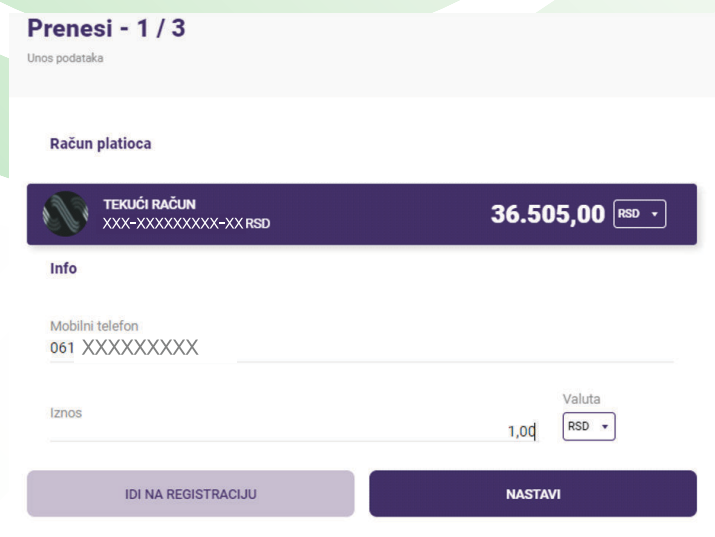 Prenesi - 1 / 3
Unos podataka
Račun platioca
TEKUĆI RAČUN
XXX-XXXXXXXXX-XX RSD
36.505,00 RSD
Info
Mobilni telefon
061 XXXXXXXXX
Iznos
1,00
Valuta
RSD
IDI NA REGISTRACIJU
NASTAVI